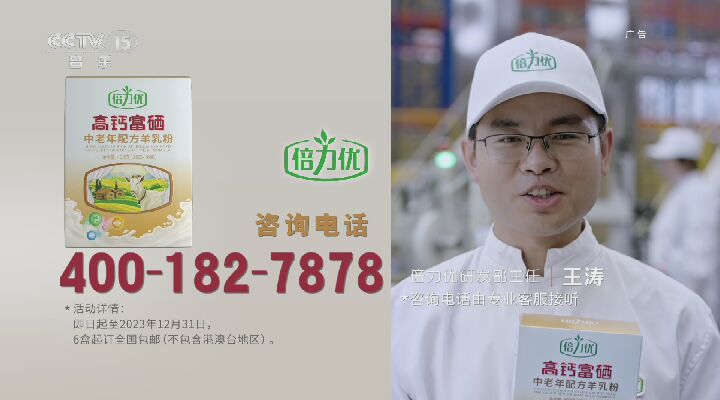 CCTV 15
音乐
广告
倍力优
高钙富硒
中老年配方羊乳粉
倍力优
咨询电话
400-182-7878
*活动详情：
即日起至2023年12月31日，
6盒起订全国包邮(不包含港澳台地区)。
倍力优
倍力优研发部主任 王涛
*咨询电话由专业客服接听
倍力优
高钙富硒
中老年配方羊乳粉